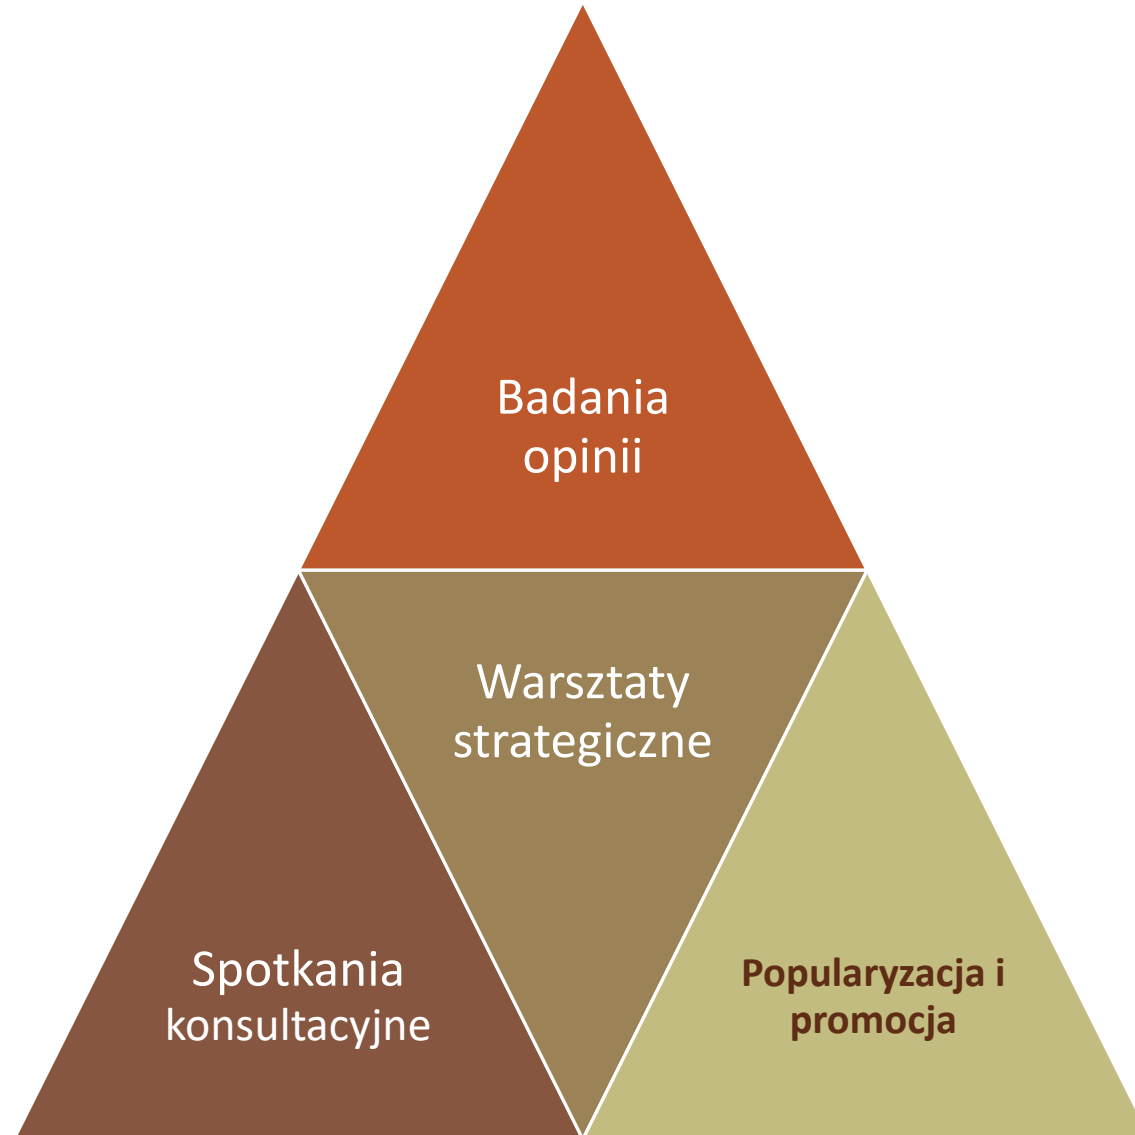 Badania
opinii
Warsztaty
strategiczne
Spotkania
konsultacyjne
Popularyzacja i
promocja